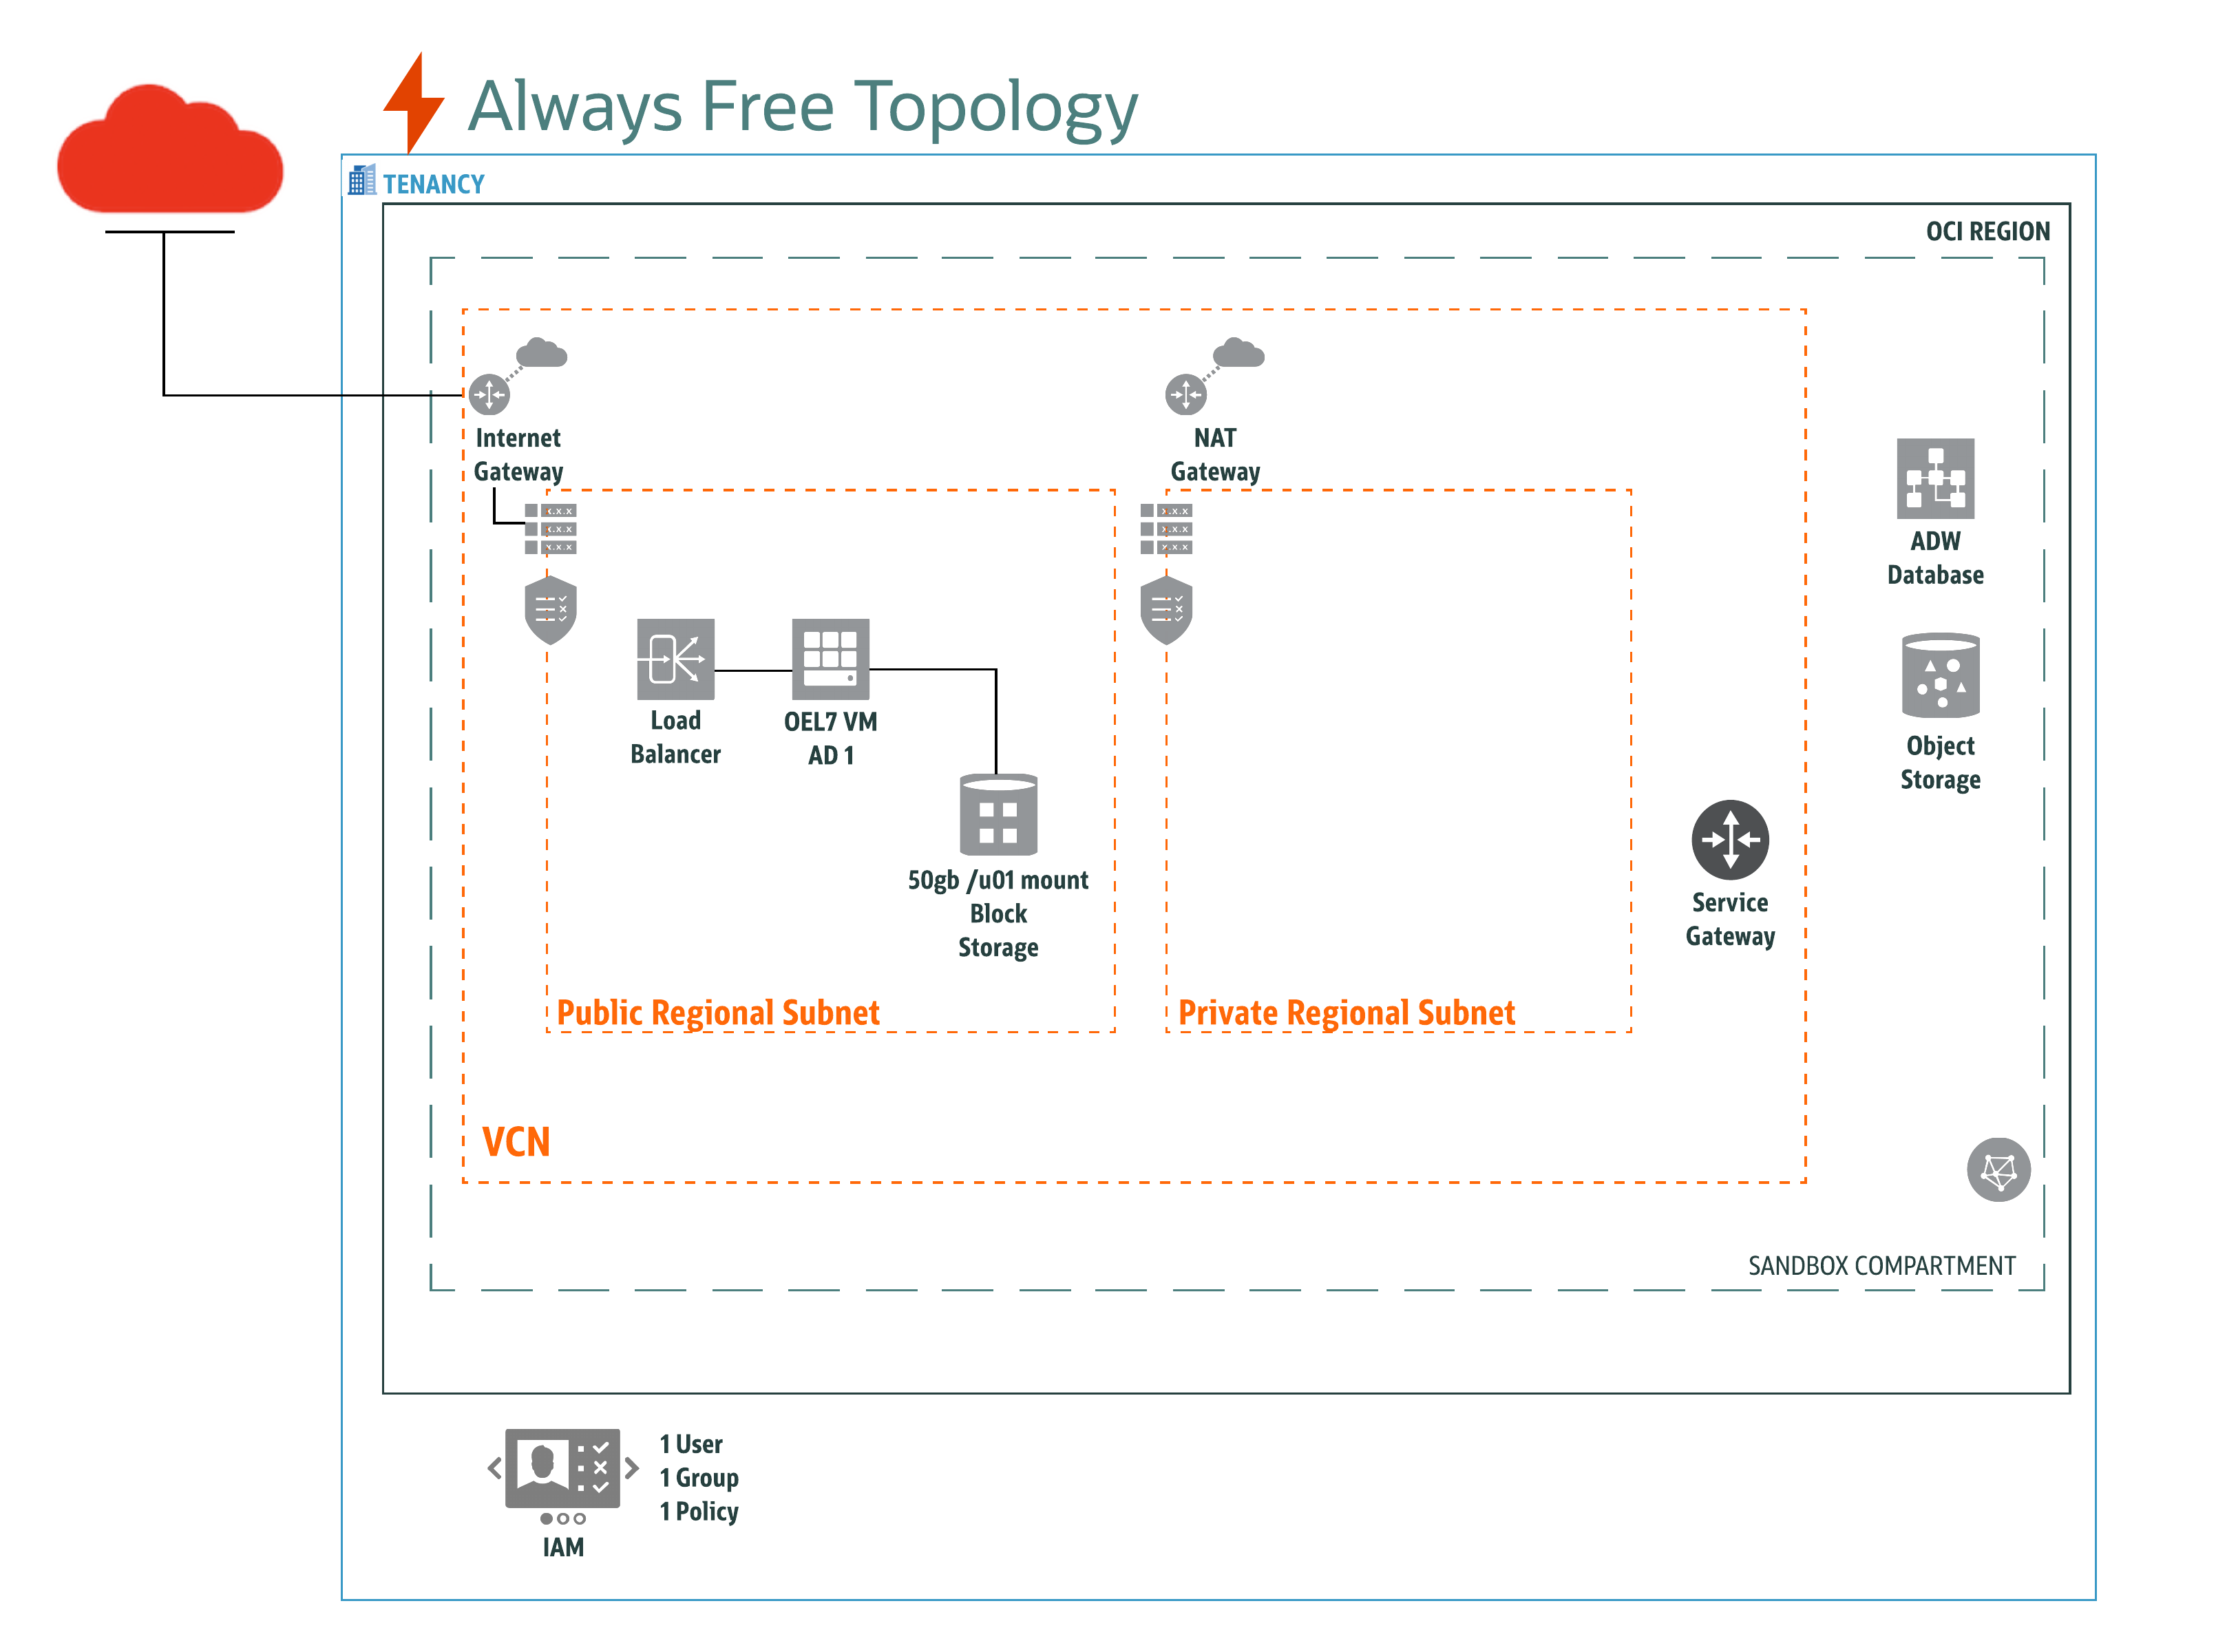 Always Free Topology
TENANCY
OCI REGION
Internet
Gateway
NAT
Gateway
x.x.x
x.x.x
x.x.x
x.x.x
x.x.x
x.x.x
ADW
Database
Load
Balancer
OEL7 VM
AD 1
Object
Storage
50gb /u01 mount
Block
Storage
Service
Gateway
Public Regional Subnet
Private Regional Subnet
VCN
SANDBOX COMPARTMENT
1 User
1 Group
1 Policy
IAM